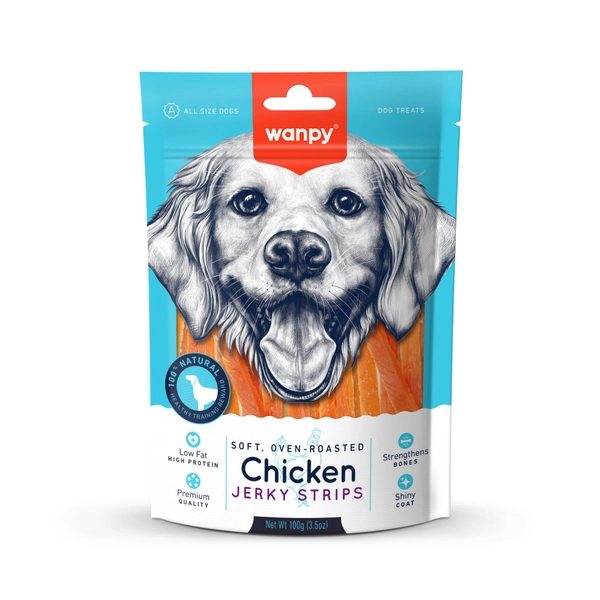 ALL SIZE DOGS
DOG TREATS
wanpy®
100% NATURAL
HEALTHY TRAINING REWARD
Low Fat
HIGH PROTEIN
Premium
QUALITY
SOFT, OVEN-ROASTED
Chicken
JERKY STRIPS
Strengthens
BONES
Shiny
COAT
Net Wt 100g (3.5oz)